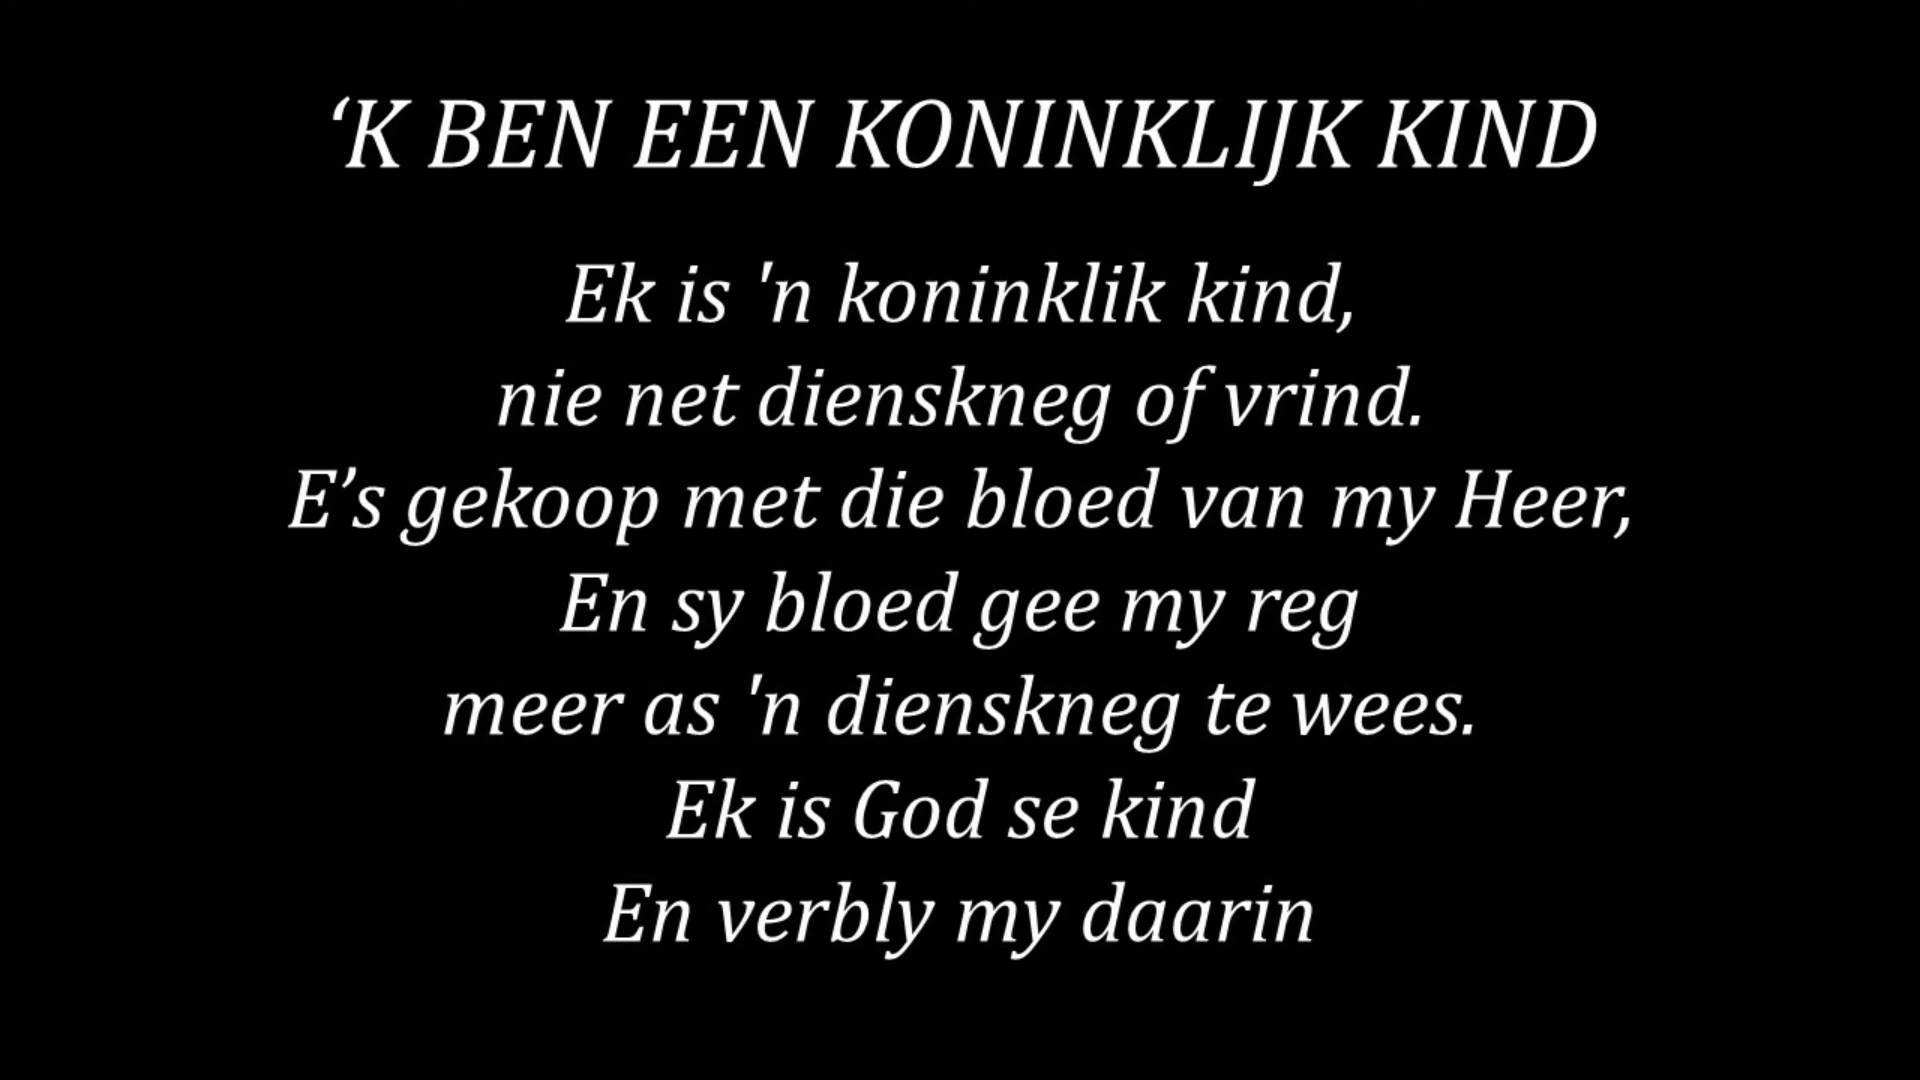 ‘K BEN EEN KONINKLIJK KIND
Ek is 'n koninklik kind,
nie net dienskneg of vrind.
E’s gekoop met die bloed van my Heer,
En sy bloed gee my reg
meer as 'n dienskneg te wees.
Ek is God se kind
En verbly my daarin